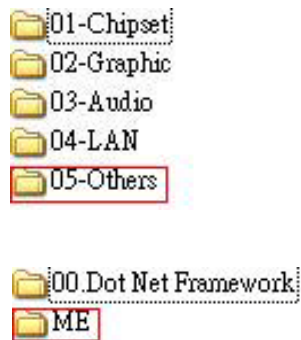 01-Chipset
02-Graphic
03-Audio
04-LAN
05-Others
00.Dot Net Framework
ME